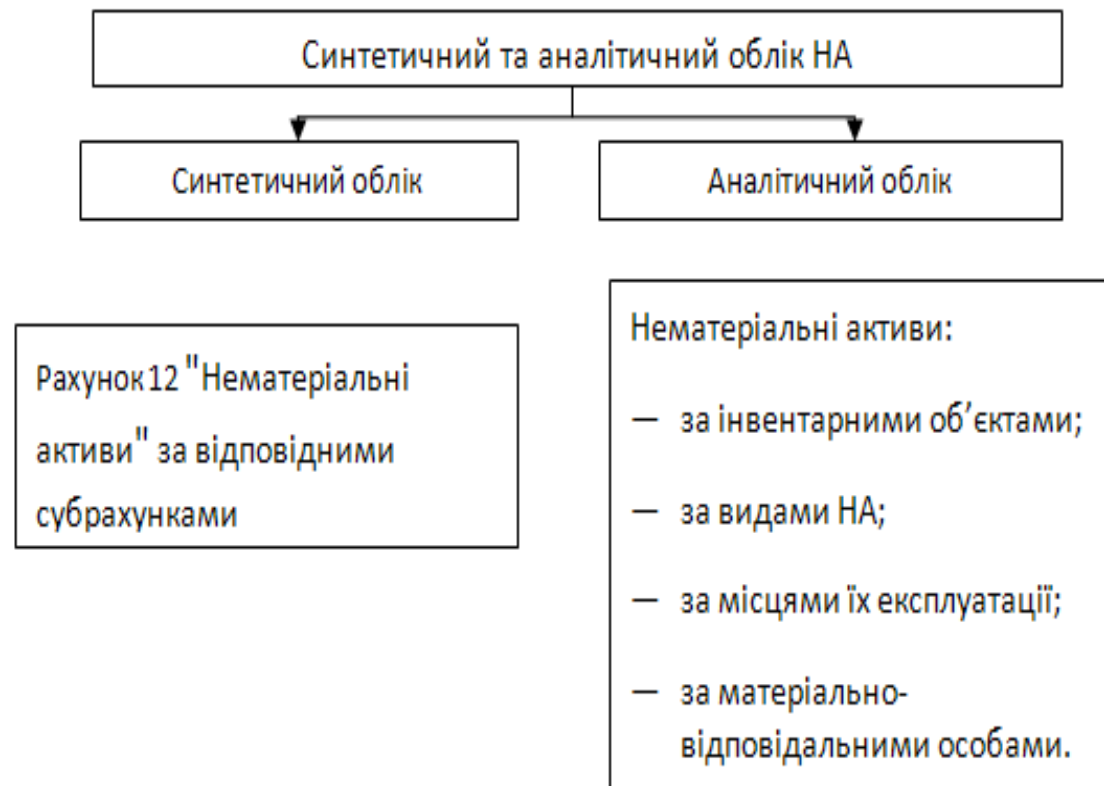 Синтетичний та аналітичний облік НА
Синтетичний облік
Аналітичний облік
Рахунок 12 "Нематеріальні
активи" за відповідними
субрахунками
Нематеріальні активи:
— за інвентарними об’єктами;
— за видами НА;
— за місцями їх експлуатації;
— за матеріально-
відповідальними особами.